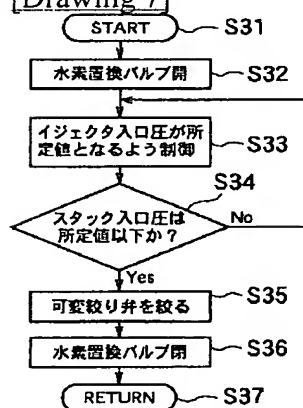 [Drawing 7]
START
S31
水素置換バルブ開
S32
イジェクタ入口圧が所
定値となるよう制御
S33
S34
スタック入口圧は
所定値以下か？
No
Yes
可変絞り弁を絞る
S35
水素置換バルブ閉
S36
RETURN
S37